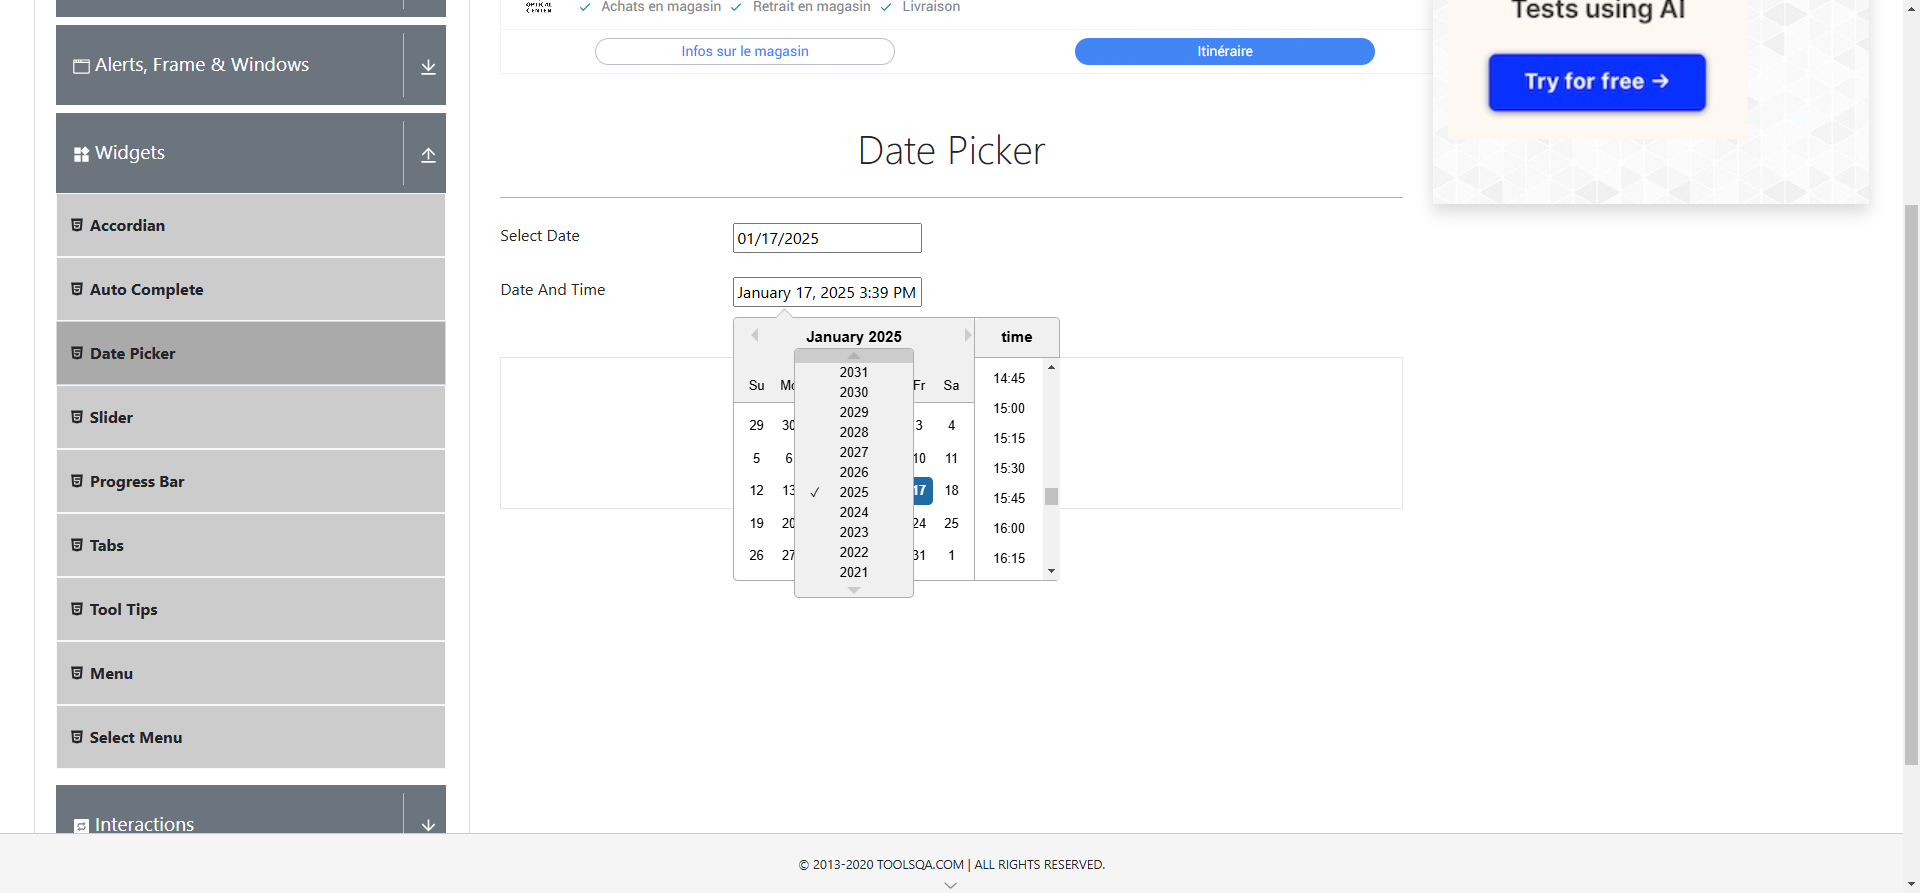 OPTICAL
CENTER
Achats en magasin
Retrait en magasin
Livraison
Infos sur le magasin
Itinéraire
Tests using AI
Try for free →
Alerts, Frame & Windows
Widgets
Accordian
Auto Complete
Date Picker
Slider
Progress Bar
Tabs
Tool Tips
Menu
Select Menu
Interactions
Date Picker
Select Date
01/17/2025
Date And Time
January 17, 2025 3:39 PM
January 2025
2031
2030
2029
2028
2027
2026
✓ 2025
2024
2023
2022
2021
Su Mo Fr Sa
29 30 3 4
5 6 10 11
12 13 17 18
19 20 24 25
26 27 31 1
time
14:45
15:00
15:15
15:30
15:45
16:00
16:15
© 2013-2020 TOOLSQA.COM | ALL RIGHTS RESERVED.